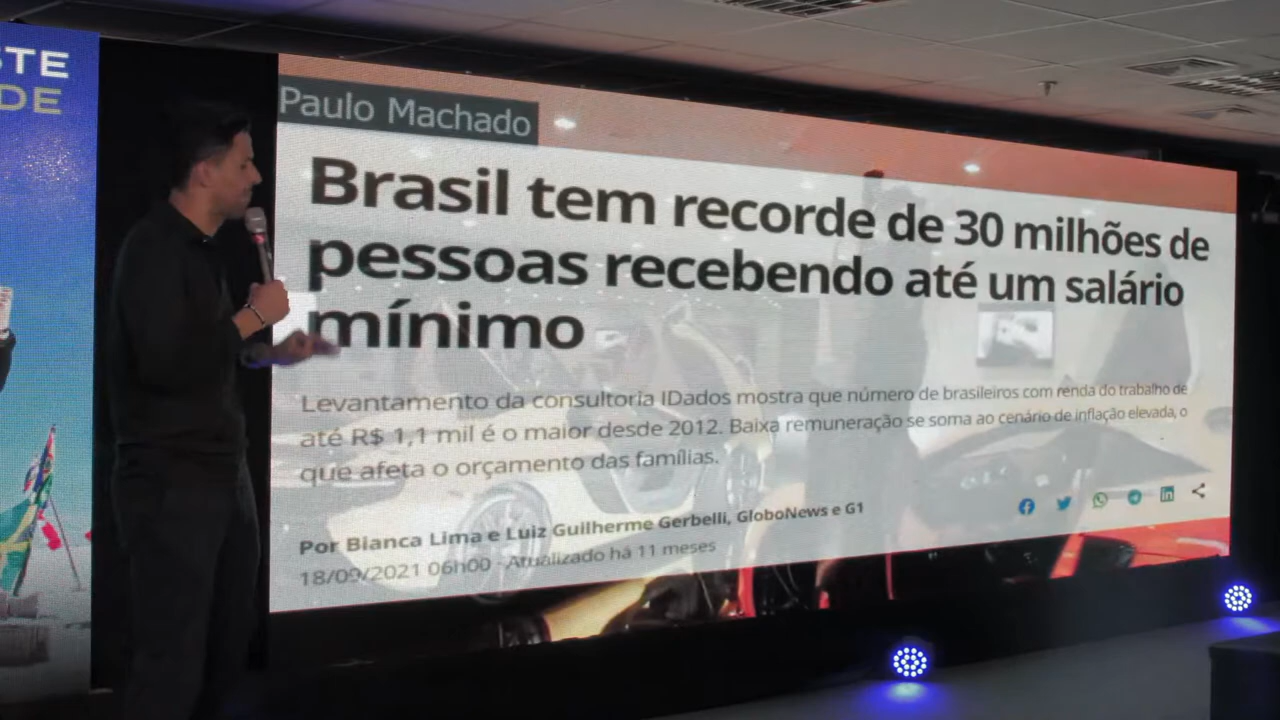 STE
DE
Paulo Machado
Brasil tem recorde de 30 milhões de
pessoas recebendo até um salário
mínimo
Levantamento da consultoria IDados mostra que número de brasileiros com renda do trabalho de
até R$ 1,1 mil é o maior desde 2012. Baixa remuneração se soma ao cenário de inflação elevada, o
que afeta o orçamento das famílias.
Por Bianca Lima e Luiz Guilherme Gerbelli, GloboNews e G1
18/09/2021 06h00 · Atualizado há 11 meses